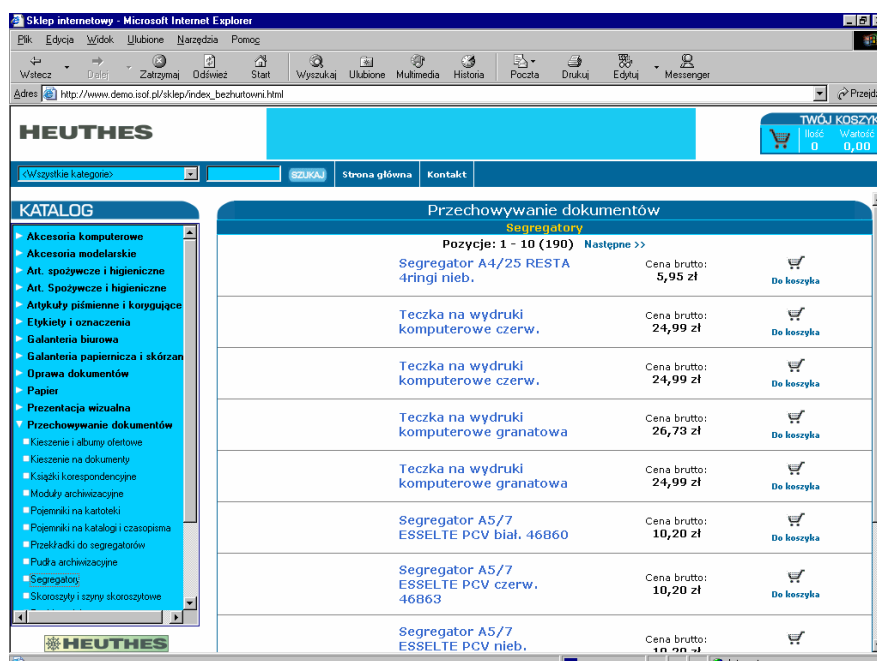 Sklep internetowy - Microsoft Internet Explorer
Plik Edycja Widok Ulubione Narzędzia Pomoc
Wstecz Dalej Zatrzymaj Odśwież Start Wyszukaj Ulubione Multimedia Historia Poczta Drukuj Edytuj Messenger
Adres http://www.demo.isof.pl/sklep/index_bezhurtowni.html Przejdź
HEUTHES
TWÓJ KOSZYK
Ilość Wartość
0 0,00
<Wszystkie kategorie> SZUKAJ Strona główna Kontakt
KATALOG
Akcesoria komputerowe
Akcesoria modelarskie
Art. spożywcze i higieniczne
Art. Spożywcze i higieniczne
Artykuły piśmienne i korygujące
Etykiety i oznaczenia
Galanteria biurowa
Galanteria papiernicza i skórzan
Oprawa dokumentów
Papier
Prezentacja wizualna
Przechowywanie dokumentów
Kieszenie i albumy ofertowe
Kieszenie na dokumenty
Książki korespondencyjne
Moduły archiwizacyjne
Pojemniki na kartoteki
Pojemniki na katalogi i czasopisma
Przekładki do segregatorów
Pudła archiwizacyjne
Segregatory
Skoroszyty i szyny skoroszytowe
HEUTHES
Przechowywanie dokumentów
Segregatory
Pozycje: 1 - 10 (190) Następne >>
Segregator A4/25 RESTA
4ringi nieb.
Cena brutto:
5,95 zł
Do koszyka
Teczka na wydruki
komputerowe czerw.
Cena brutto:
24,99 zł
Do koszyka
Teczka na wydruki
komputerowe czerw.
Cena brutto:
24,99 zł
Do koszyka
Teczka na wydruki
komputerowe granatowa
Cena brutto:
26,73 zł
Do koszyka
Teczka na wydruki
komputerowe granatowa
Cena brutto:
24,99 zł
Do koszyka
Segregator A5/7
ESSELTE PCV biał. 46860
Cena brutto:
10,20 zł
Do koszyka
Segregator A5/7
ESSELTE PCV czerw.
46863
Cena brutto:
10,20 zł
Do koszyka
Segregator A5/7
ESSELTE PCV nieb.
Cena brutto:
10,20 zł